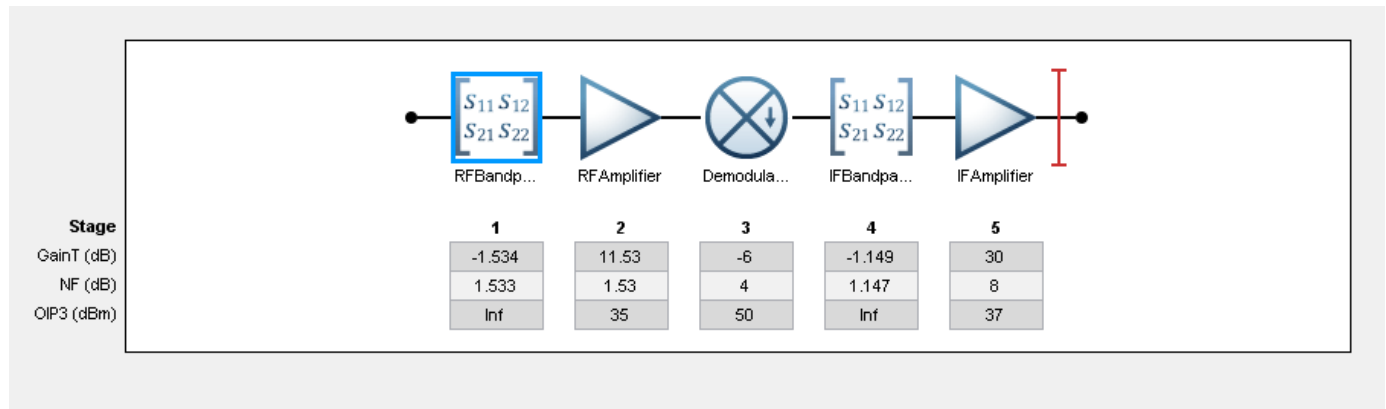 S11 S12
S21 S22
S11 S12
S21 S22
RFBandp... RFAmplifier Demodula... IFBandpa... IFAmplifier
Stage 1 2 3 4 5
GainT (dB) -1.534 11.53 -6 -1.149 30
NF (dB) 1.533 1.53 4 1.147 8
OIP3 (dBm) Inf 35 50 Inf 37